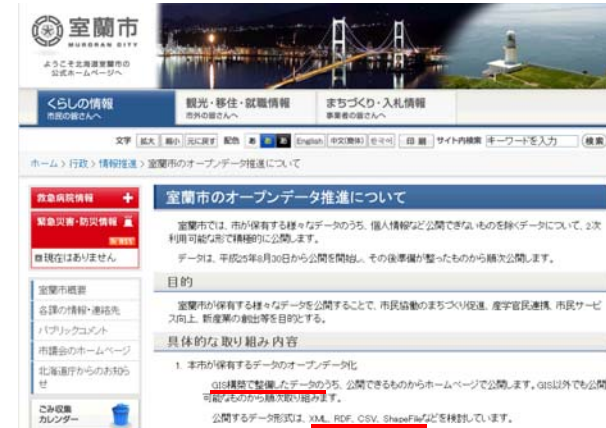 室蘭市
MURORAN CITY
ようこそ北海道室蘭市の
公式ホームページへ
くらしの情報
市民の皆さんへ
観光・移住・就職情報
市外の皆さんへ
まちづくり・入札情報
事業者の皆さんへ
文字 拡大 縮小 元に戻す 配色 あ あ あ English 中文(簡体) 한국어 印刷 サイト内検索 キーワードを入力 検索
ホーム > 行政 > 情報推進 > 室蘭市のオープンデータ推進について
救急病院情報
緊急災害・防災情報
RSS
現在はありません
室蘭市概要
各課の情報・連絡先
パブリックコメント
市議会のホームページ
北海道庁からのお知らせ
ごみ収集
カレンダー
室蘭市のオープンデータ推進について
室蘭市では、市が保有する様々なデータのうち、個人情報など公開できないものを除くデータについて、2次
利用可能な形で積極的に公開します。
データは、平成25年8月30日から公開を開始し、その後準備が整ったものから順次公開します。
目的
室蘭市が保有する様々なデータを公開することで、市民協働のまちづくり促進、産学官民連携、市民サービ
ス向上、新産業の創出等を目的とする。
具体的な取り組み内容
1. 本市が保有するデータのオープンデータ化
GIS構築で整備したデータのうち、公開できるものからホームページで公開します。GIS以外でも公開
可能なものから順次取り組みます。
公開するデータ形式は、XML、RDF、CSV、ShapeFileなどを検討しています。